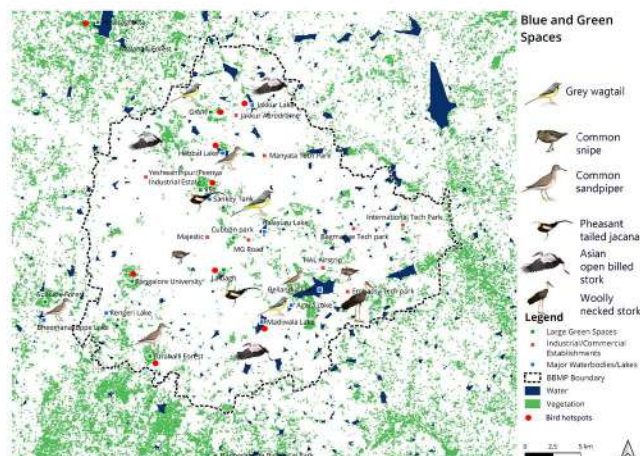 Blue and Green
Spaces
Grey wagtail
Common
snipe
Common
sandpiper
Pheasant
tailed jacana
Asian
open billed
stork
Woolly
necked stork
Legend
Large Green Spaces
Industrial/Commercial
Establishments
Major Waterbodies/Lakes
BBMP Boundary
Water
Vegetation
Bird hotspots
0 2.5 5 km
Jakkur Lake
Jakkur Aerodrome
Hebbal Lake
Manyata Tech Park
Yeshwanthpur/Peenya
Industrial Estate
Sankey Tank
International Tech Park
Cubbon park
Majestic
MG Road
Bagmane Tech park
HAL Airstrip
Lalbagh
Bangalore University
Embassy Tech park
Agara Lake
Kengeri Lake
Madiwala Lake
Turahalli Forest